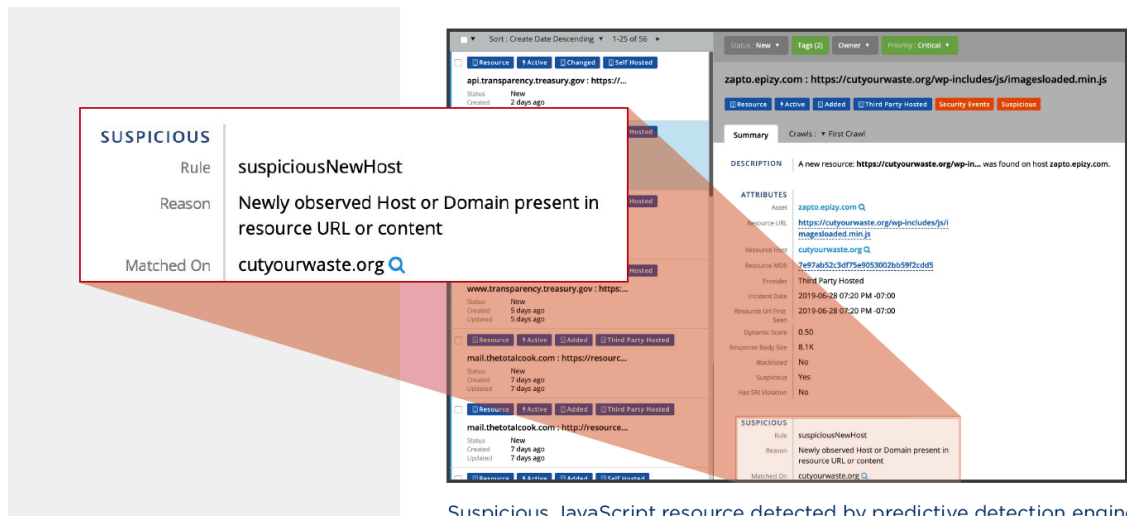 Sort : Create Date Descending ▼ 1-25 of 56 ►
Resource Active Changed Self Hosted
api.transparency.treasury.gov : https://...
Status New
Created 2 days ago
Hosted
Hosted
Hosted
www.transparency.treasury.gov : https:...
Status New
Created 5 days ago
Updated 5 days ago
Resource Active Added Third Party Hosted
mail.thetotalcook.com : https://resourc...
Status New
Created 7 days ago
Updated 7 days ago
Resource Active Added Third Party Hosted
mail.thetotalcook.com : http://resource...
Status New
Created 7 days ago
Updated 7 days ago
Resource Active Added Self Hosted
SUSPICIOUS
Rule suspiciousNewHost
Reason Newly observed Host or Domain present in
resource URL or content
Matched On cutyourwaste.org
Status : New ▼ Tags (2) Owner ▼ Priority : Critical ▼
zapto.epizy.com : https://cutyourwaste.org/wp-includes/js/imagesloaded.min.js
Resource Active Added Third Party Hosted Security Events Suspicious
Summary Crawls : ▼ First Crawl
DESCRIPTION A new resource: https://cutyourwaste.org/wp-in... was found on host zapto.epizy.com.
ATTRIBUTES
Asset zapto.epizy.com
Resource URL https://cutyourwaste.org/wp-includes/js/i
magesloaded.min.js
Resource Host cutyourwaste.org
Resource MD5 7e97ab52c3df75e9053002bb59f2cdd5
Provider Third Party Hosted
Incident Date 2019-06-28 07:20 PM -07:00
Resource Url First 2019-06-28 07:20 PM -07:00
Seen
Dynamic Score 0.50
Response Body Size 8.1K
Blacklisted No
Suspicious Yes
Has SRI Violation No
SUSPICIOUS
Rule suspiciousNewHost
Reason Newly observed Host or Domain present in
resource URL or content
Matched On cutyourwaste.org
Suspicious JavaScript resource detected by predictive detection engin